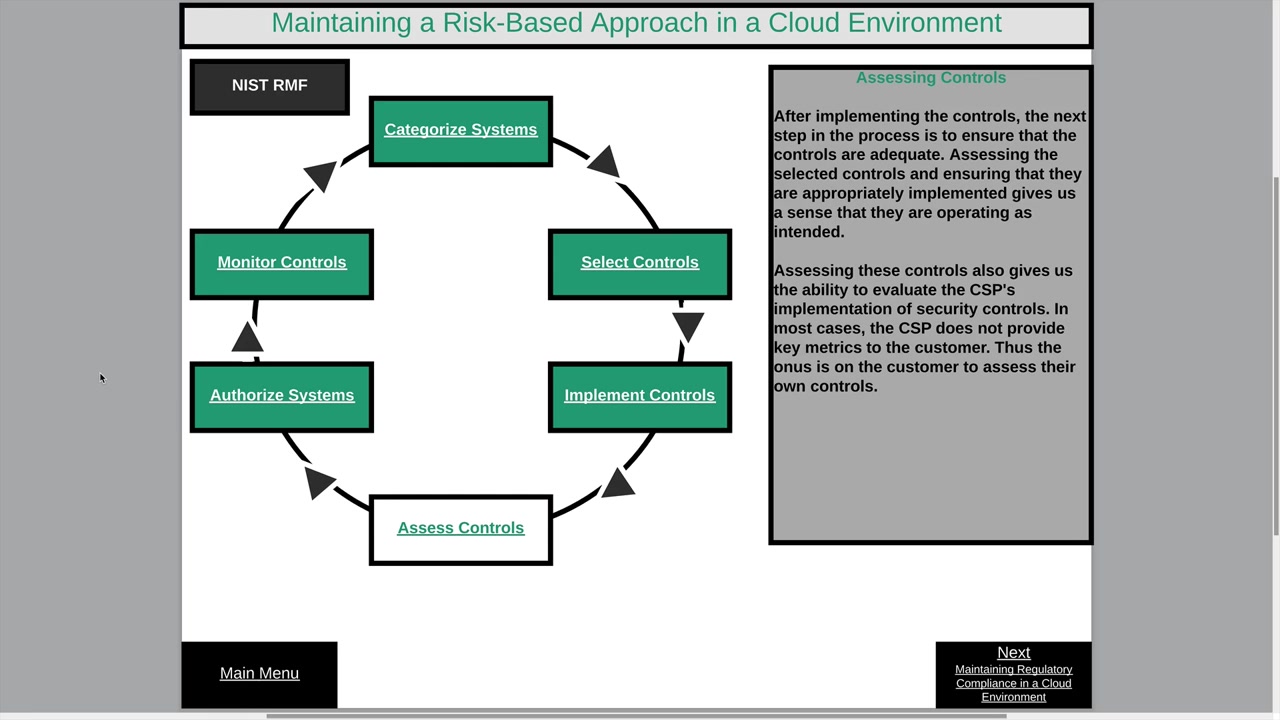 Maintaining a Risk-Based Approach in a Cloud Environment
NIST RMF
Categorize Systems
Monitor Controls
Select Controls
Authorize Systems
Implement Controls
Assess Controls
Assessing Controls
After implementing the controls, the next
step in the process is to ensure that the
controls are adequate. Assessing the
selected controls and ensuring that they
are appropriately implemented gives us
a sense that they are operating as
intended.
Assessing these controls also gives us
the ability to evaluate the CSP's
implementation of security controls. In
most cases, the CSP does not provide
key metrics to the customer. Thus the
onus is on the customer to assess their
own controls.
Main Menu
Next
Maintaining Regulatory
Compliance in a Cloud
Environment